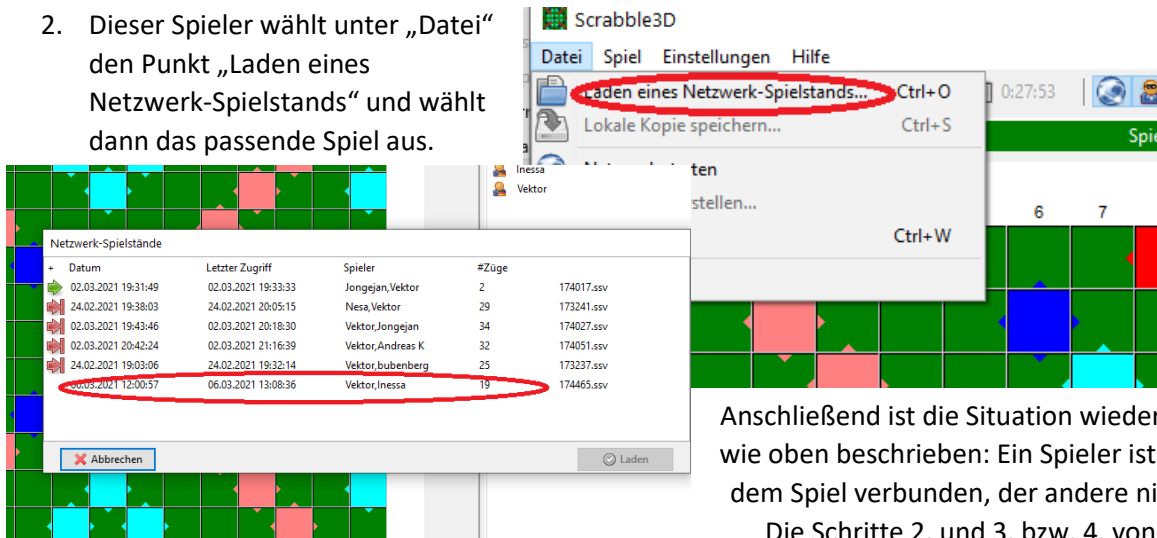 2. Dieser Spieler wählt unter „Datei“
den Punkt „Laden eines
Netzwerk-Spielstands“ und wählt
dann das passende Spiel aus.
Scrabble3D
Datei Spiel Einstellungen Hilfe
Laden eines Netzwerk-Spielstands... Ctrl+O
0:27:53
Lokale Kopie speichern... Ctrl+S
Ctrl+W
6 7
Inessa
Vektor
Netzwerk-Spielstände
+ Datum Letzter Zugriff Spieler #Züge
02.03.2021 19:31:49 02.03.2021 19:33:33 Jongejan,Vektor 2 174017.ssv
24.02.2021 19:38:03 24.02.2021 20:05:15 Nesa,Vektor 29 173241.ssv
02.03.2021 19:43:46 02.03.2021 20:18:30 Vektor,Jongejan 34 174027.ssv
02.03.2021 20:42:24 02.03.2021 21:16:39 Vektor,Andreas K 32 174051.ssv
24.02.2021 19:03:06 24.02.2021 19:32:14 Vektor,bubenberg 25 173237.ssv
06.03.2021 12:00:57 06.03.2021 13:08:36 Vektor,Inessa 19 174465.ssv
Abbrechen Laden
Anschließend ist die Situation wieder
wie oben beschrieben: Ein Spieler ist
dem Spiel verbunden, der andere ni
Die Schritte 2. und 3. bzw. 4. von